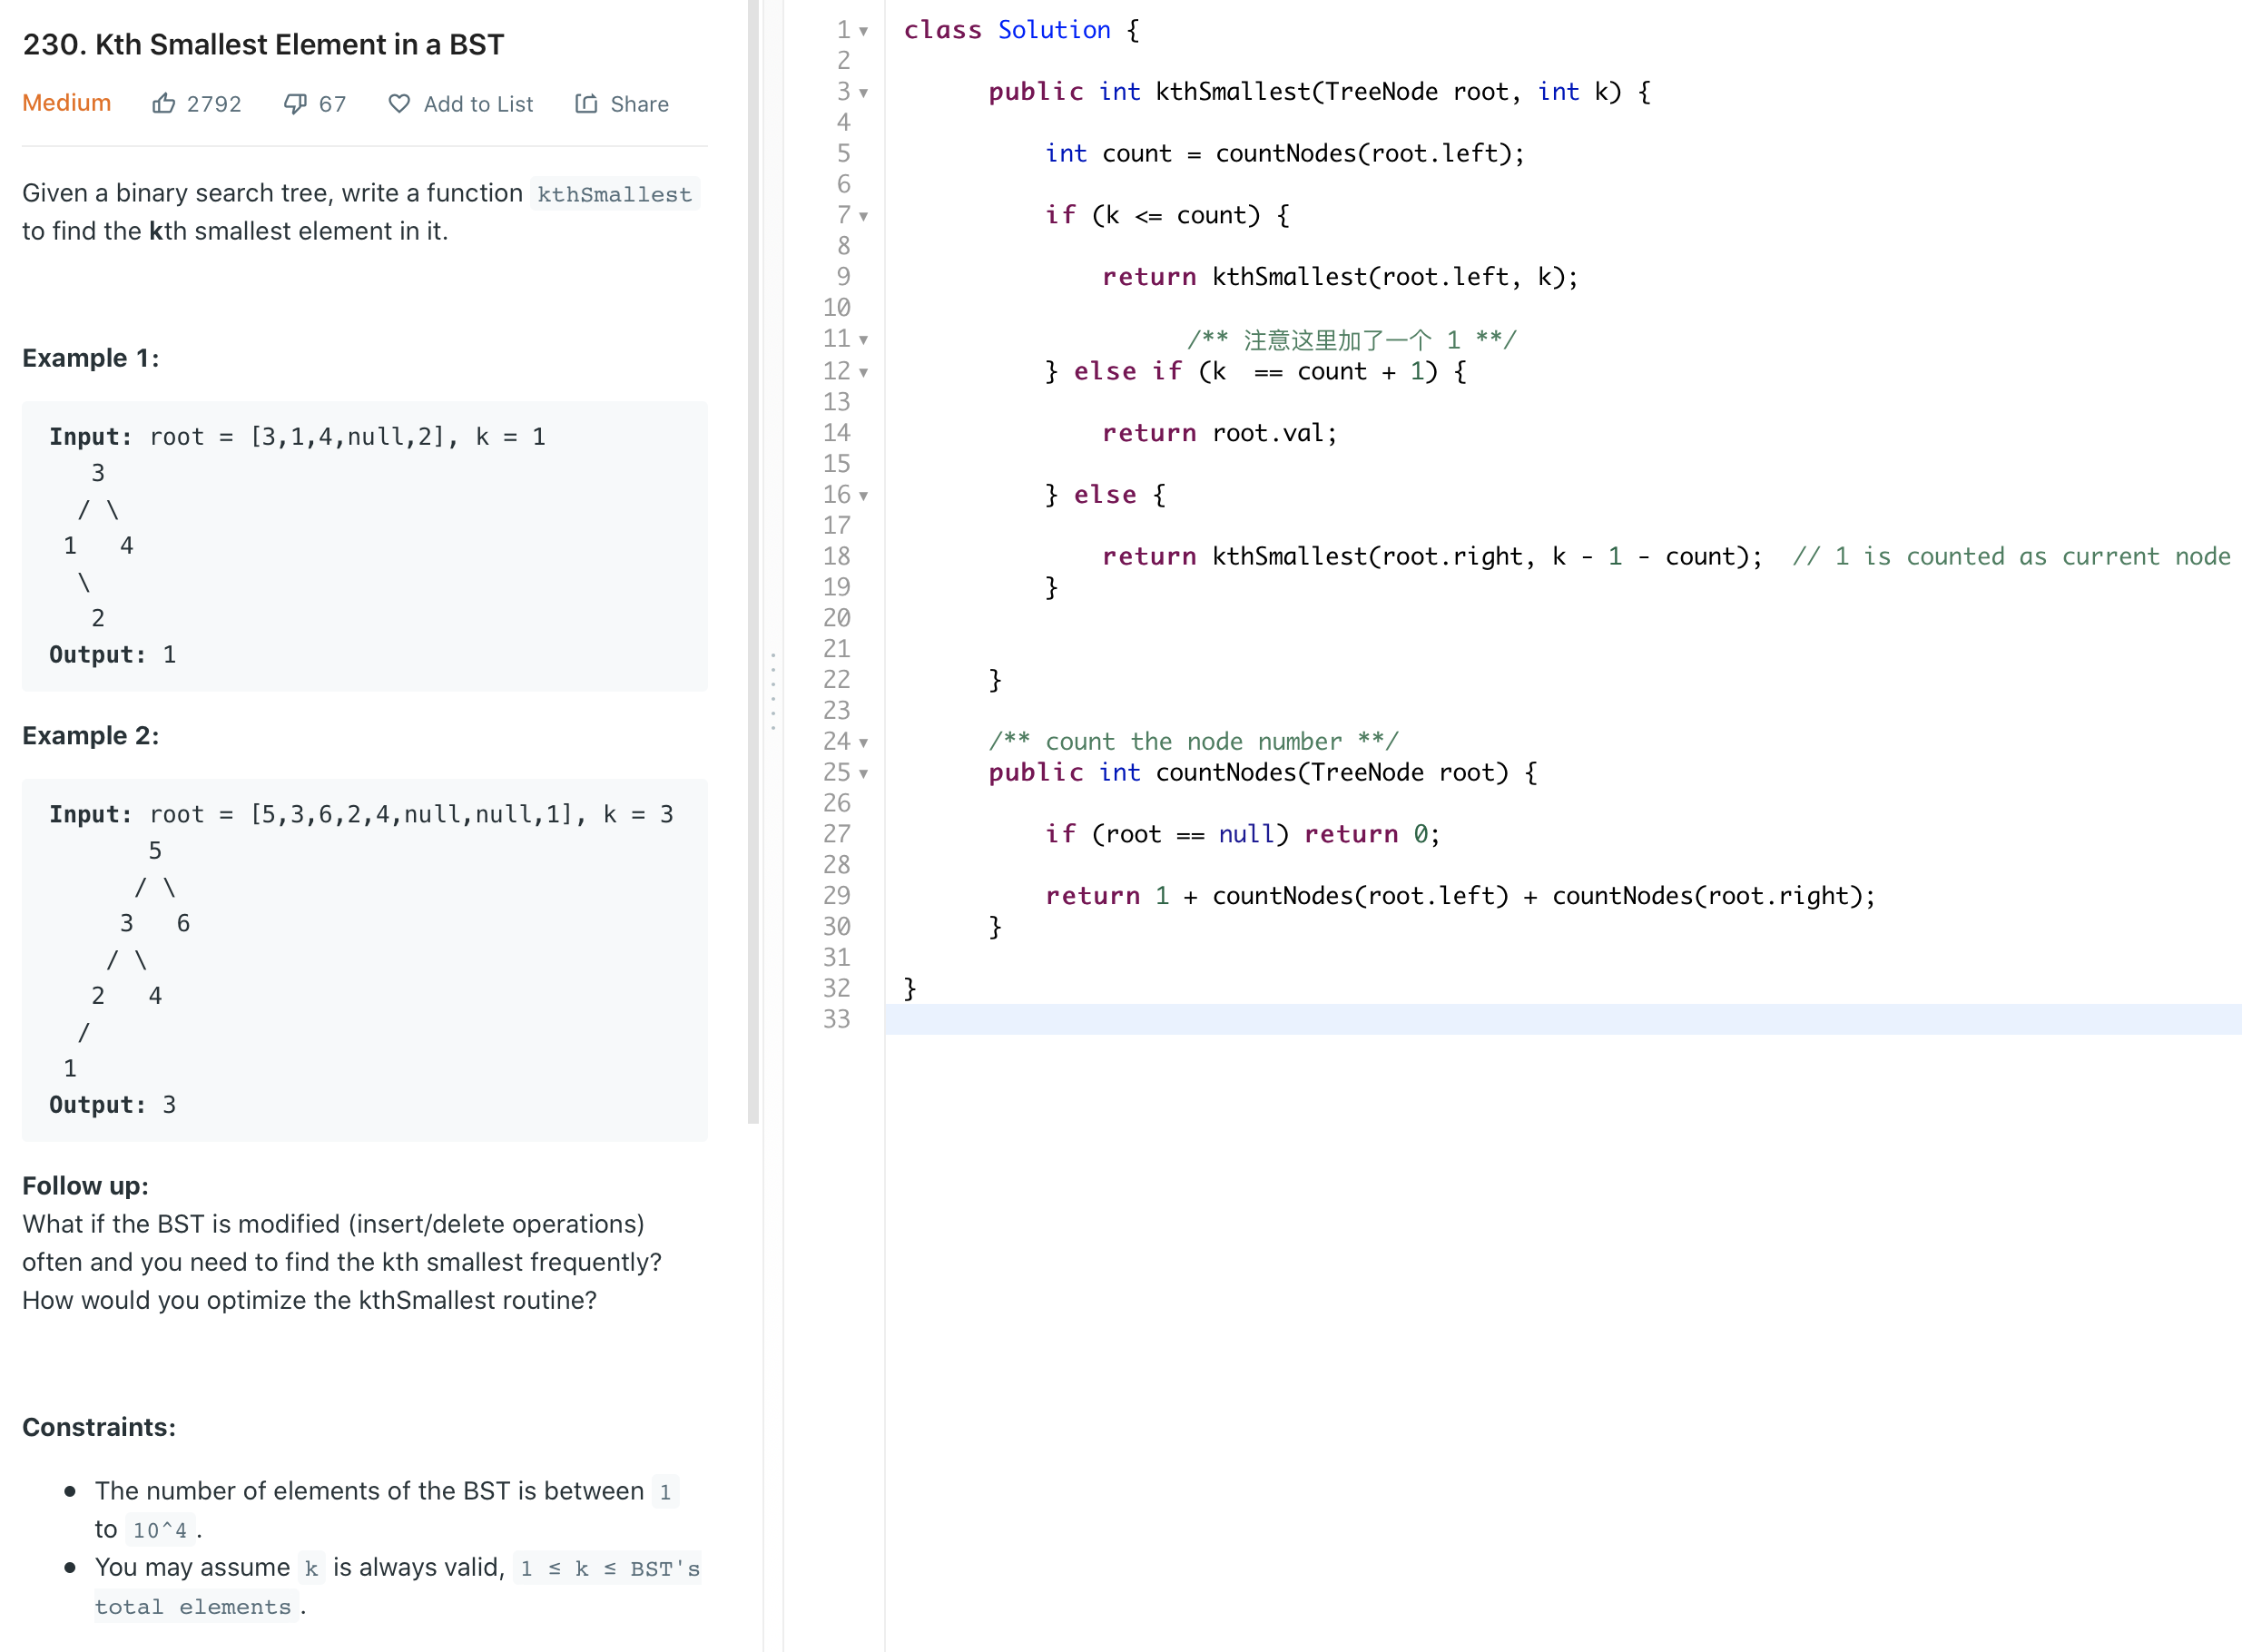 230. Kth Smallest Element in a BST
Medium 2792 67 Add to List Share
Given a binary search tree, write a function kthSmallest
to find the kth smallest element in it.
Example 1:
Input: root = [3,1,4,null,2], k = 1
   3
  / \
 1   4
  \
   2
Output: 1
Example 2:
Input: root = [5,3,6,2,4,null,null,1], k = 3
       5
      / \
     3   6
    / \
   2   4
  /
 1
Output: 3
Follow up:
What if the BST is modified (insert/delete operations)
often and you need to find the kth smallest frequently?
How would you optimize the kthSmallest routine?
Constraints:
• The number of elements of the BST is between 1
to 10^4 .
• You may assume k is always valid, 1 ≤ k ≤ BST's
total elements .
1 class Solution {
2
3 public int kthSmallest(TreeNode root, int k) {
4
5 int count = countNodes(root.left);
6
7 if (k <= count) {
8
9 return kthSmallest(root.left, k);
10
11 /** 注意这里加了一个 1 **/
12 } else if (k  == count + 1) {
13
14 return root.val;
15
16 } else {
17
18 return kthSmallest(root.right, k - 1 - count);  // 1 is counted as current node
19 }
20
21
22 }
23
24 /** count the node number **/
25 public int countNodes(TreeNode root) {
26
27 if (root == null) return 0;
28
29 return 1 + countNodes(root.left) + countNodes(root.right);
30 }
31
32 }
33